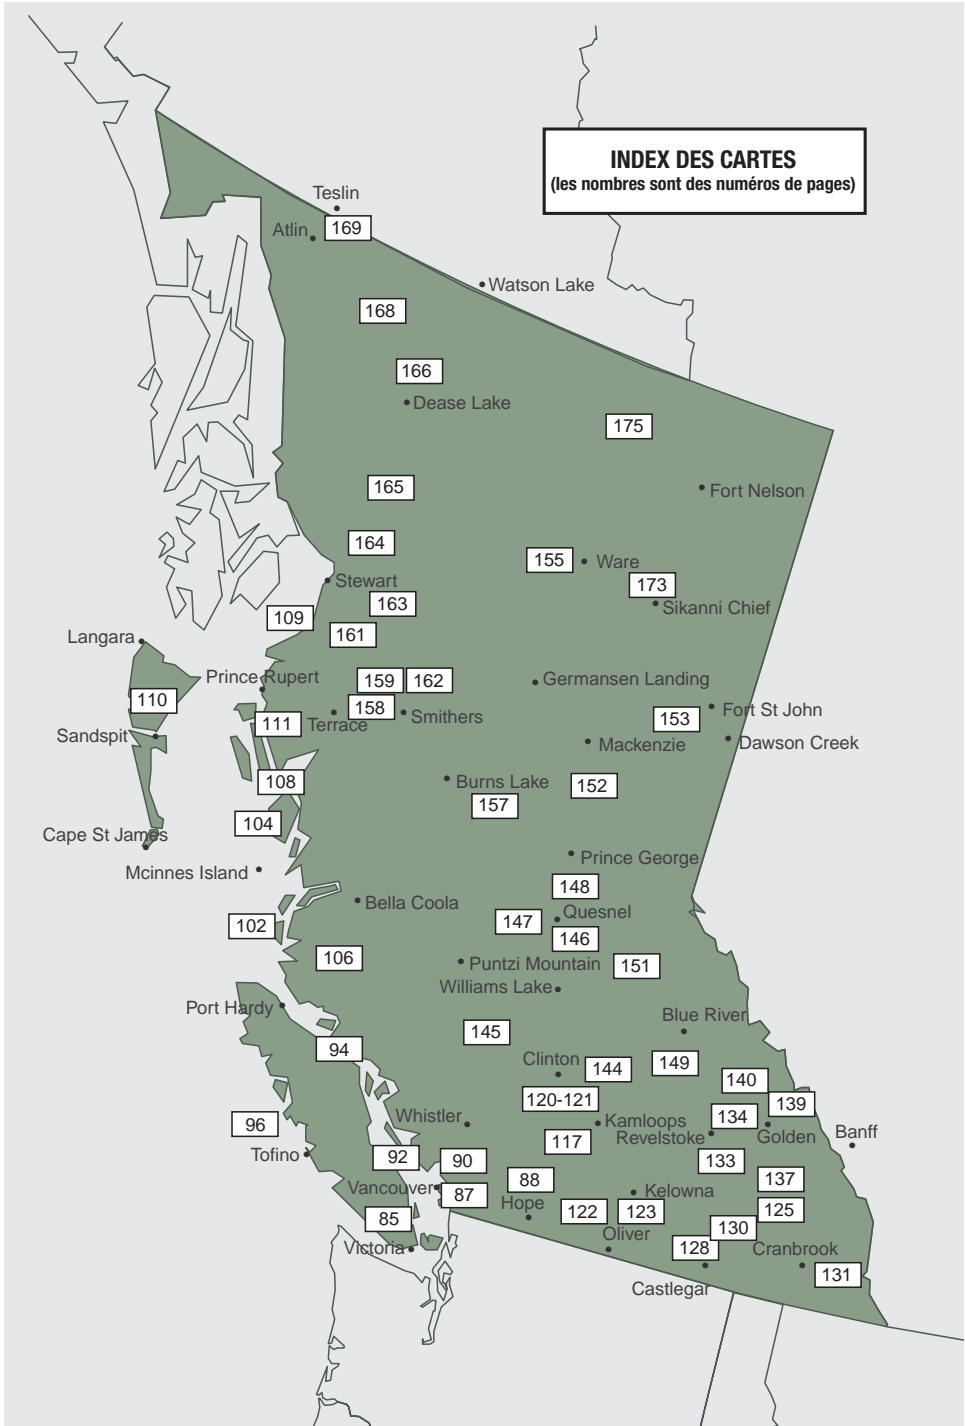 INDEX DES CARTES
(les nombres sont des numéros de pages)
Teslin
Atlin
169
Watson Lake
168
166
Dease Lake
175
165
Fort Nelson
164
155
Ware
Stewart
173
163
Sikanni Chief
109
161
Langara
Prince Rupert
159
162
Germansen Landing
110
158
111
Terrace
Smithers
153
Fort St John
Sandspit
Mackenzie
Dawson Creek
108
Burns Lake
152
157
104
Cape St James
Prince George
Mcinnes Island
148
Bella Coola
147
Quesnel
102
146
106
Puntzi Mountain
151
Williams Lake
Port Hardy
Blue River
145
94
Clinton
144
149
140
120-121
139
96
Whistler
Kamloops
134
Revelstoke
Golden
Banff
117
Tofino
92
90
133
88
137
Vancouver
87
Kelowna
Hope
122
123
125
85
130
Victoria
Oliver
128
Cranbrook
131
Castlegar